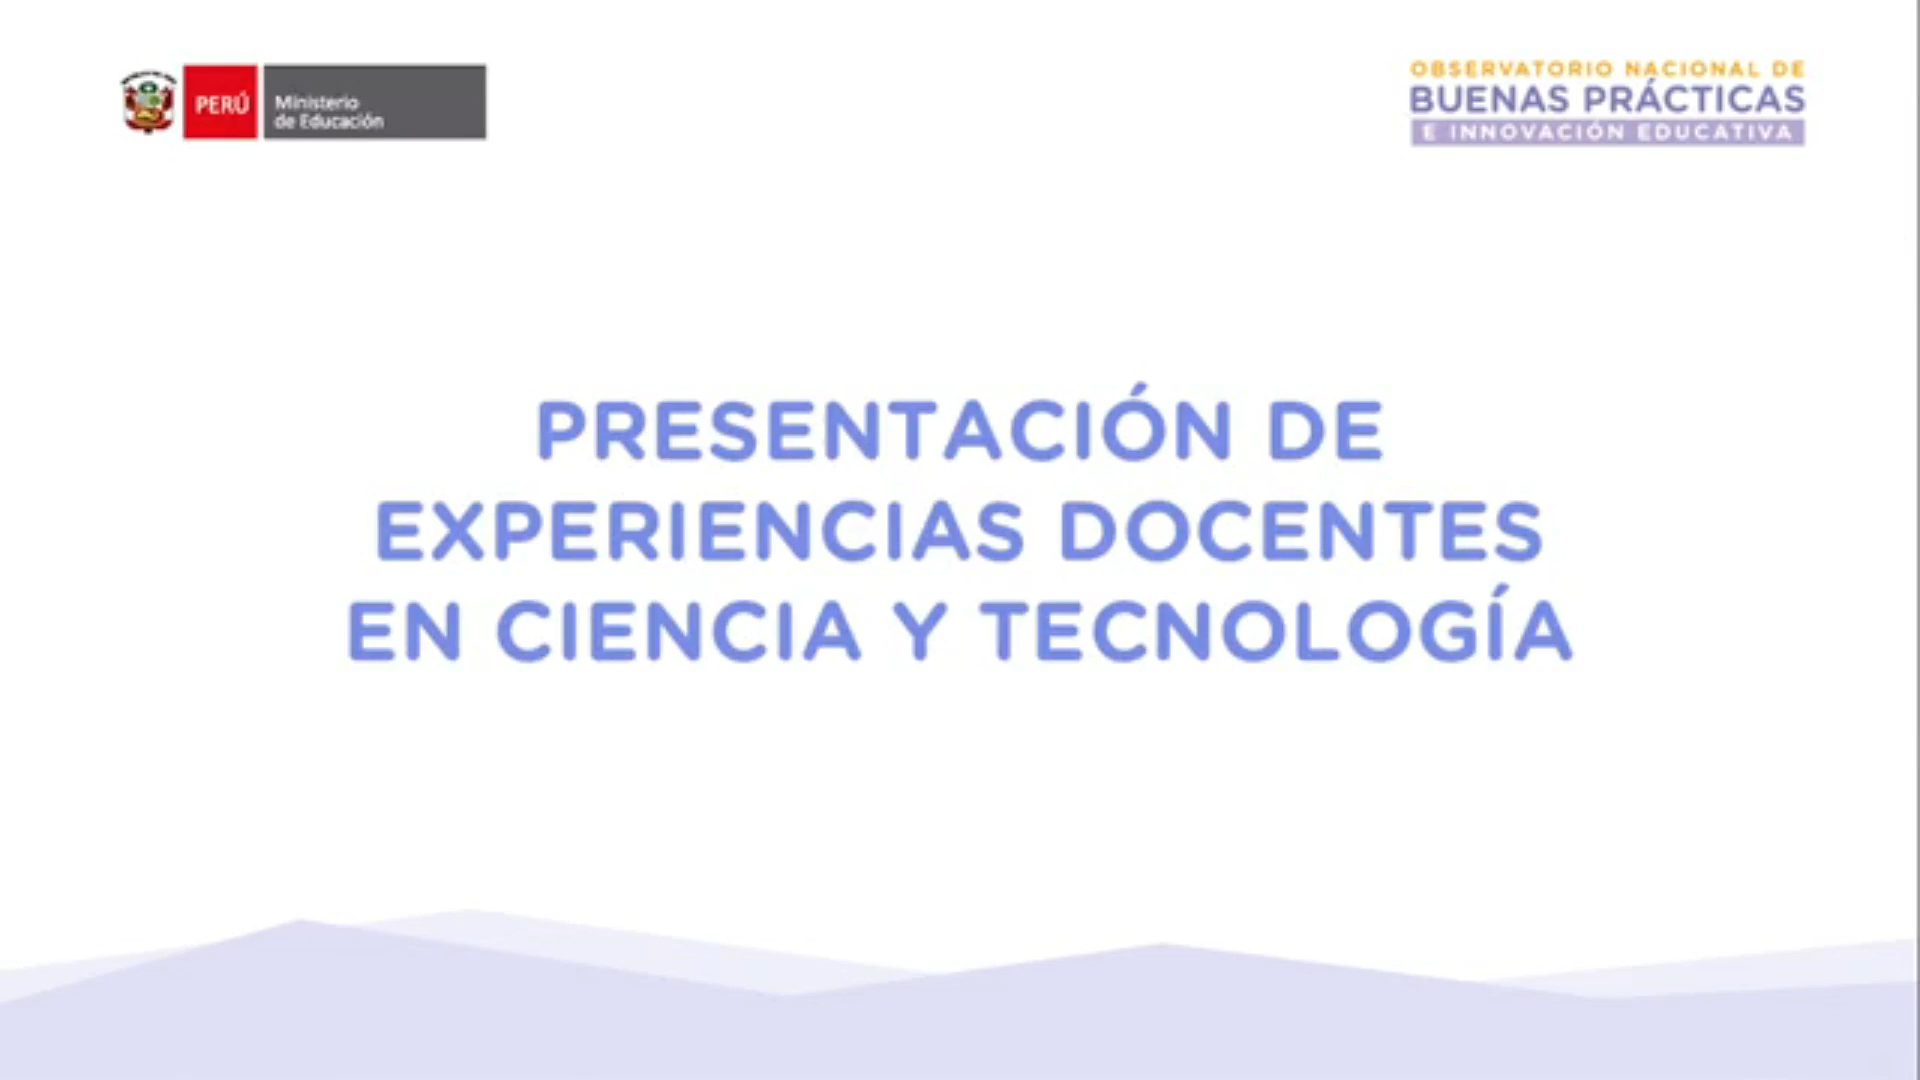 PERÚ
Ministerio
de Educación
OBSERVATORIO NACIONAL DE
BUENAS PRÁCTICAS
E INNOVACIÓN EDUCATIVA
PRESENTACIÓN DE
EXPERIENCIAS DOCENTES
EN CIENCIA Y TECNOLOGÍA